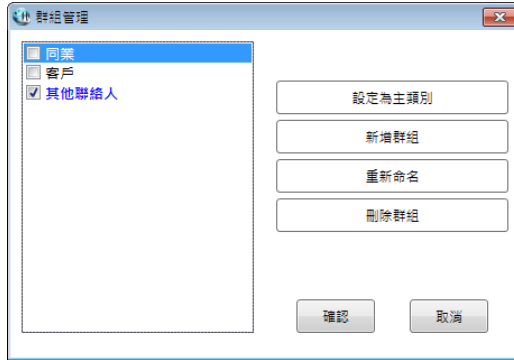 群組管理
同業
客戶
其他聯絡人
設定為主類別
新增群組
重新命名
刪除群組
確認
取消